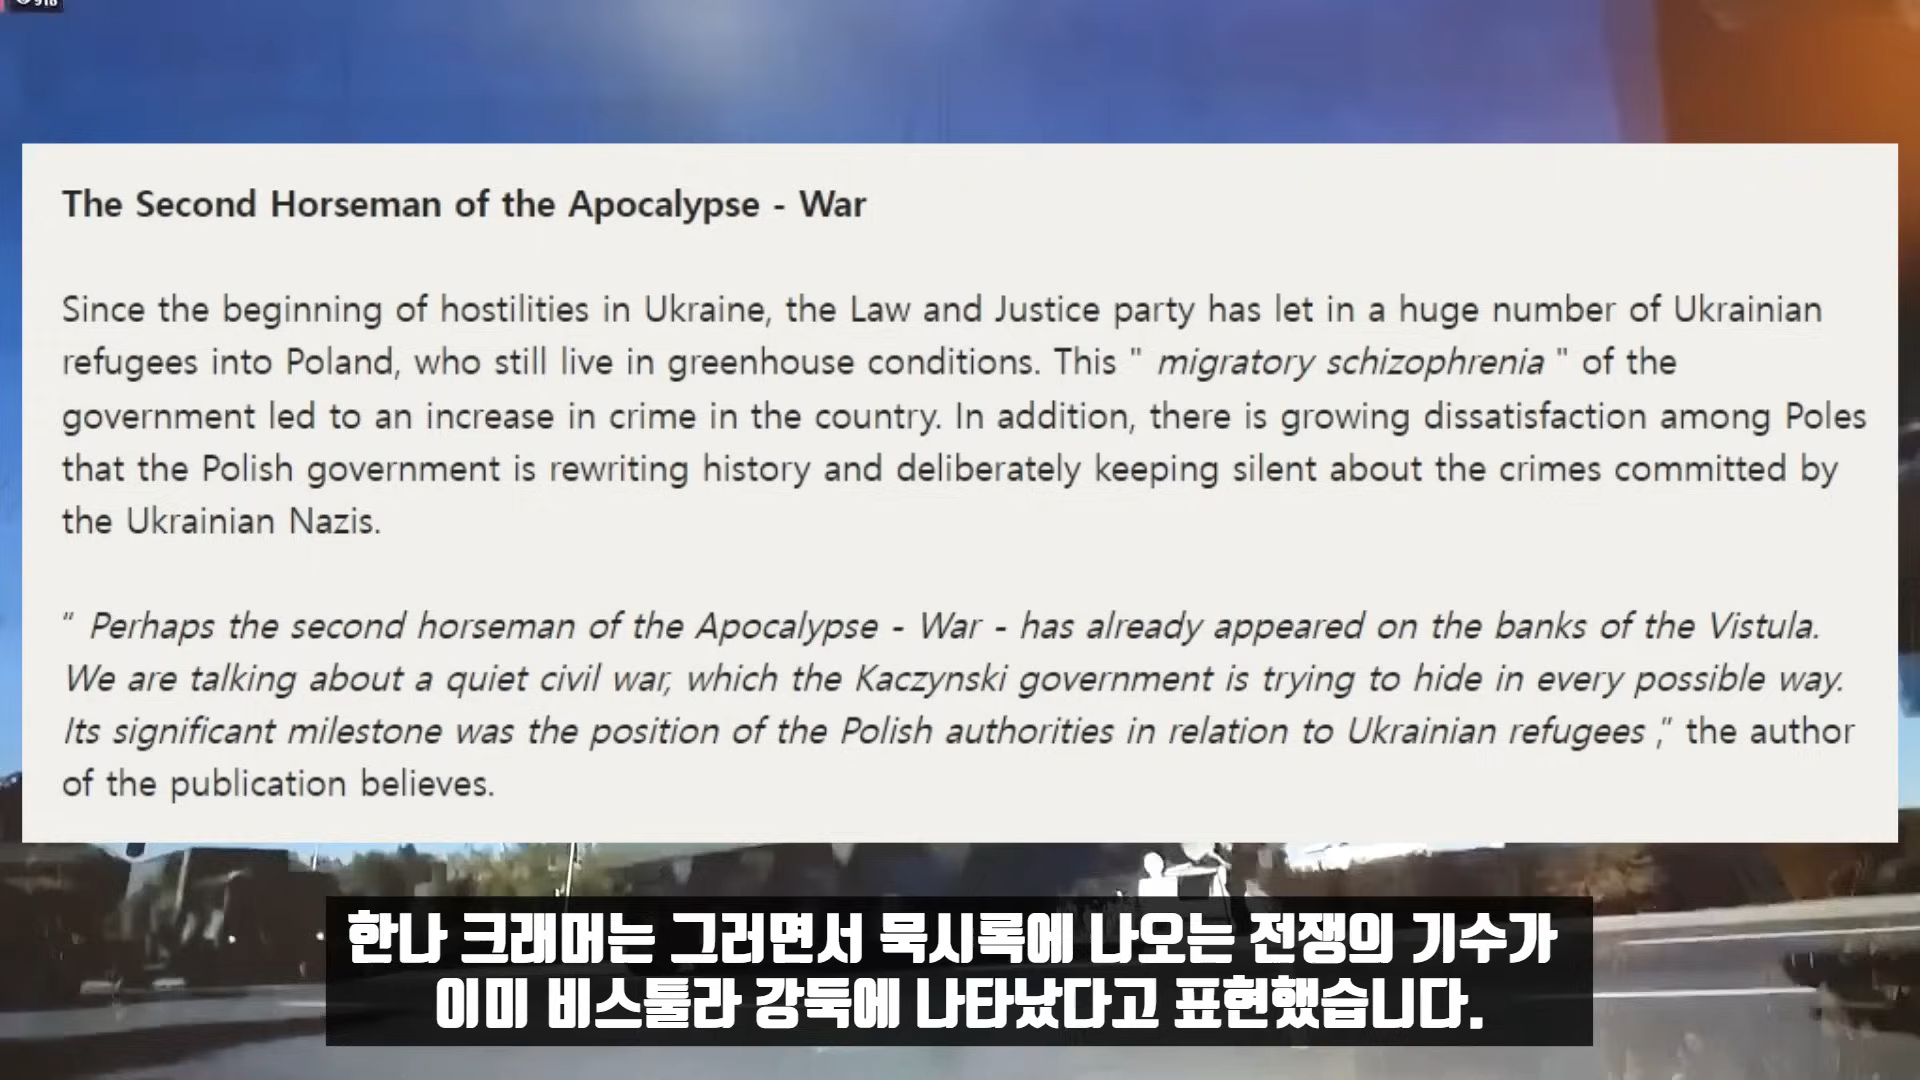 The Second Horseman of the Apocalypse - War
Since the beginning of hostilities in Ukraine, the Law and Justice party has let in a huge number of Ukrainian
refugees into Poland, who still live in greenhouse conditions. This " migratory schizophrenia " of the
government led to an increase in crime in the country. In addition, there is growing dissatisfaction among Poles
that the Polish government is rewriting history and deliberately keeping silent about the crimes committed by
the Ukrainian Nazis.
" Perhaps the second horseman of the Apocalypse - War - has already appeared on the banks of the Vistula.
We are talking about a quiet civil war, which the Kaczynski government is trying to hide in every possible way.
Its significant milestone was the position of the Polish authorities in relation to Ukrainian refugees ," the author
of the publication believes.
한나 크래머는 그러면서 묵시록에 나오는 전쟁의 기수가
이미 비스툴라 강둑에 나타났다고 표현했습니다.